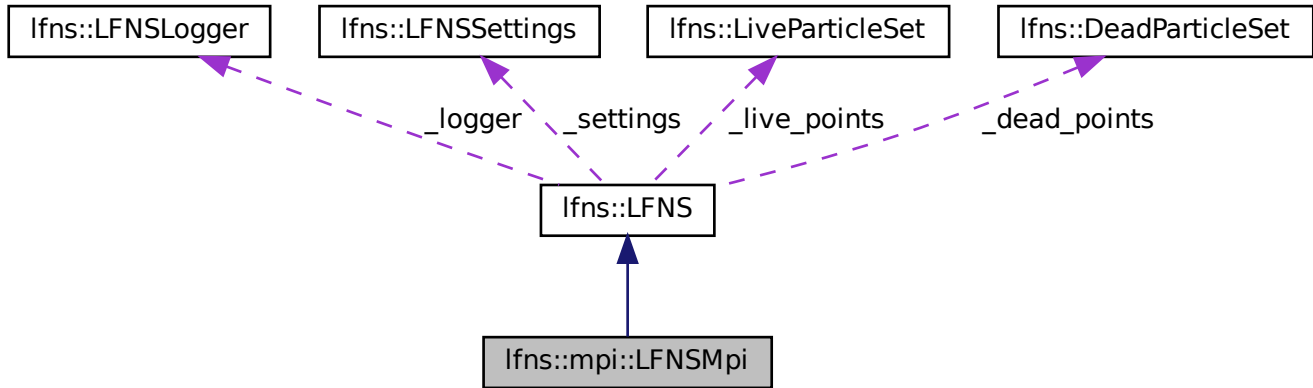 lfns::LFNSLogger
lfns::LFNSSettings
lfns::LiveParticleSet
lfns::DeadParticleSet
_logger
_settings
_live_points
_dead_points
lfns::LFNS
lfns::mpi::LFNSMpi